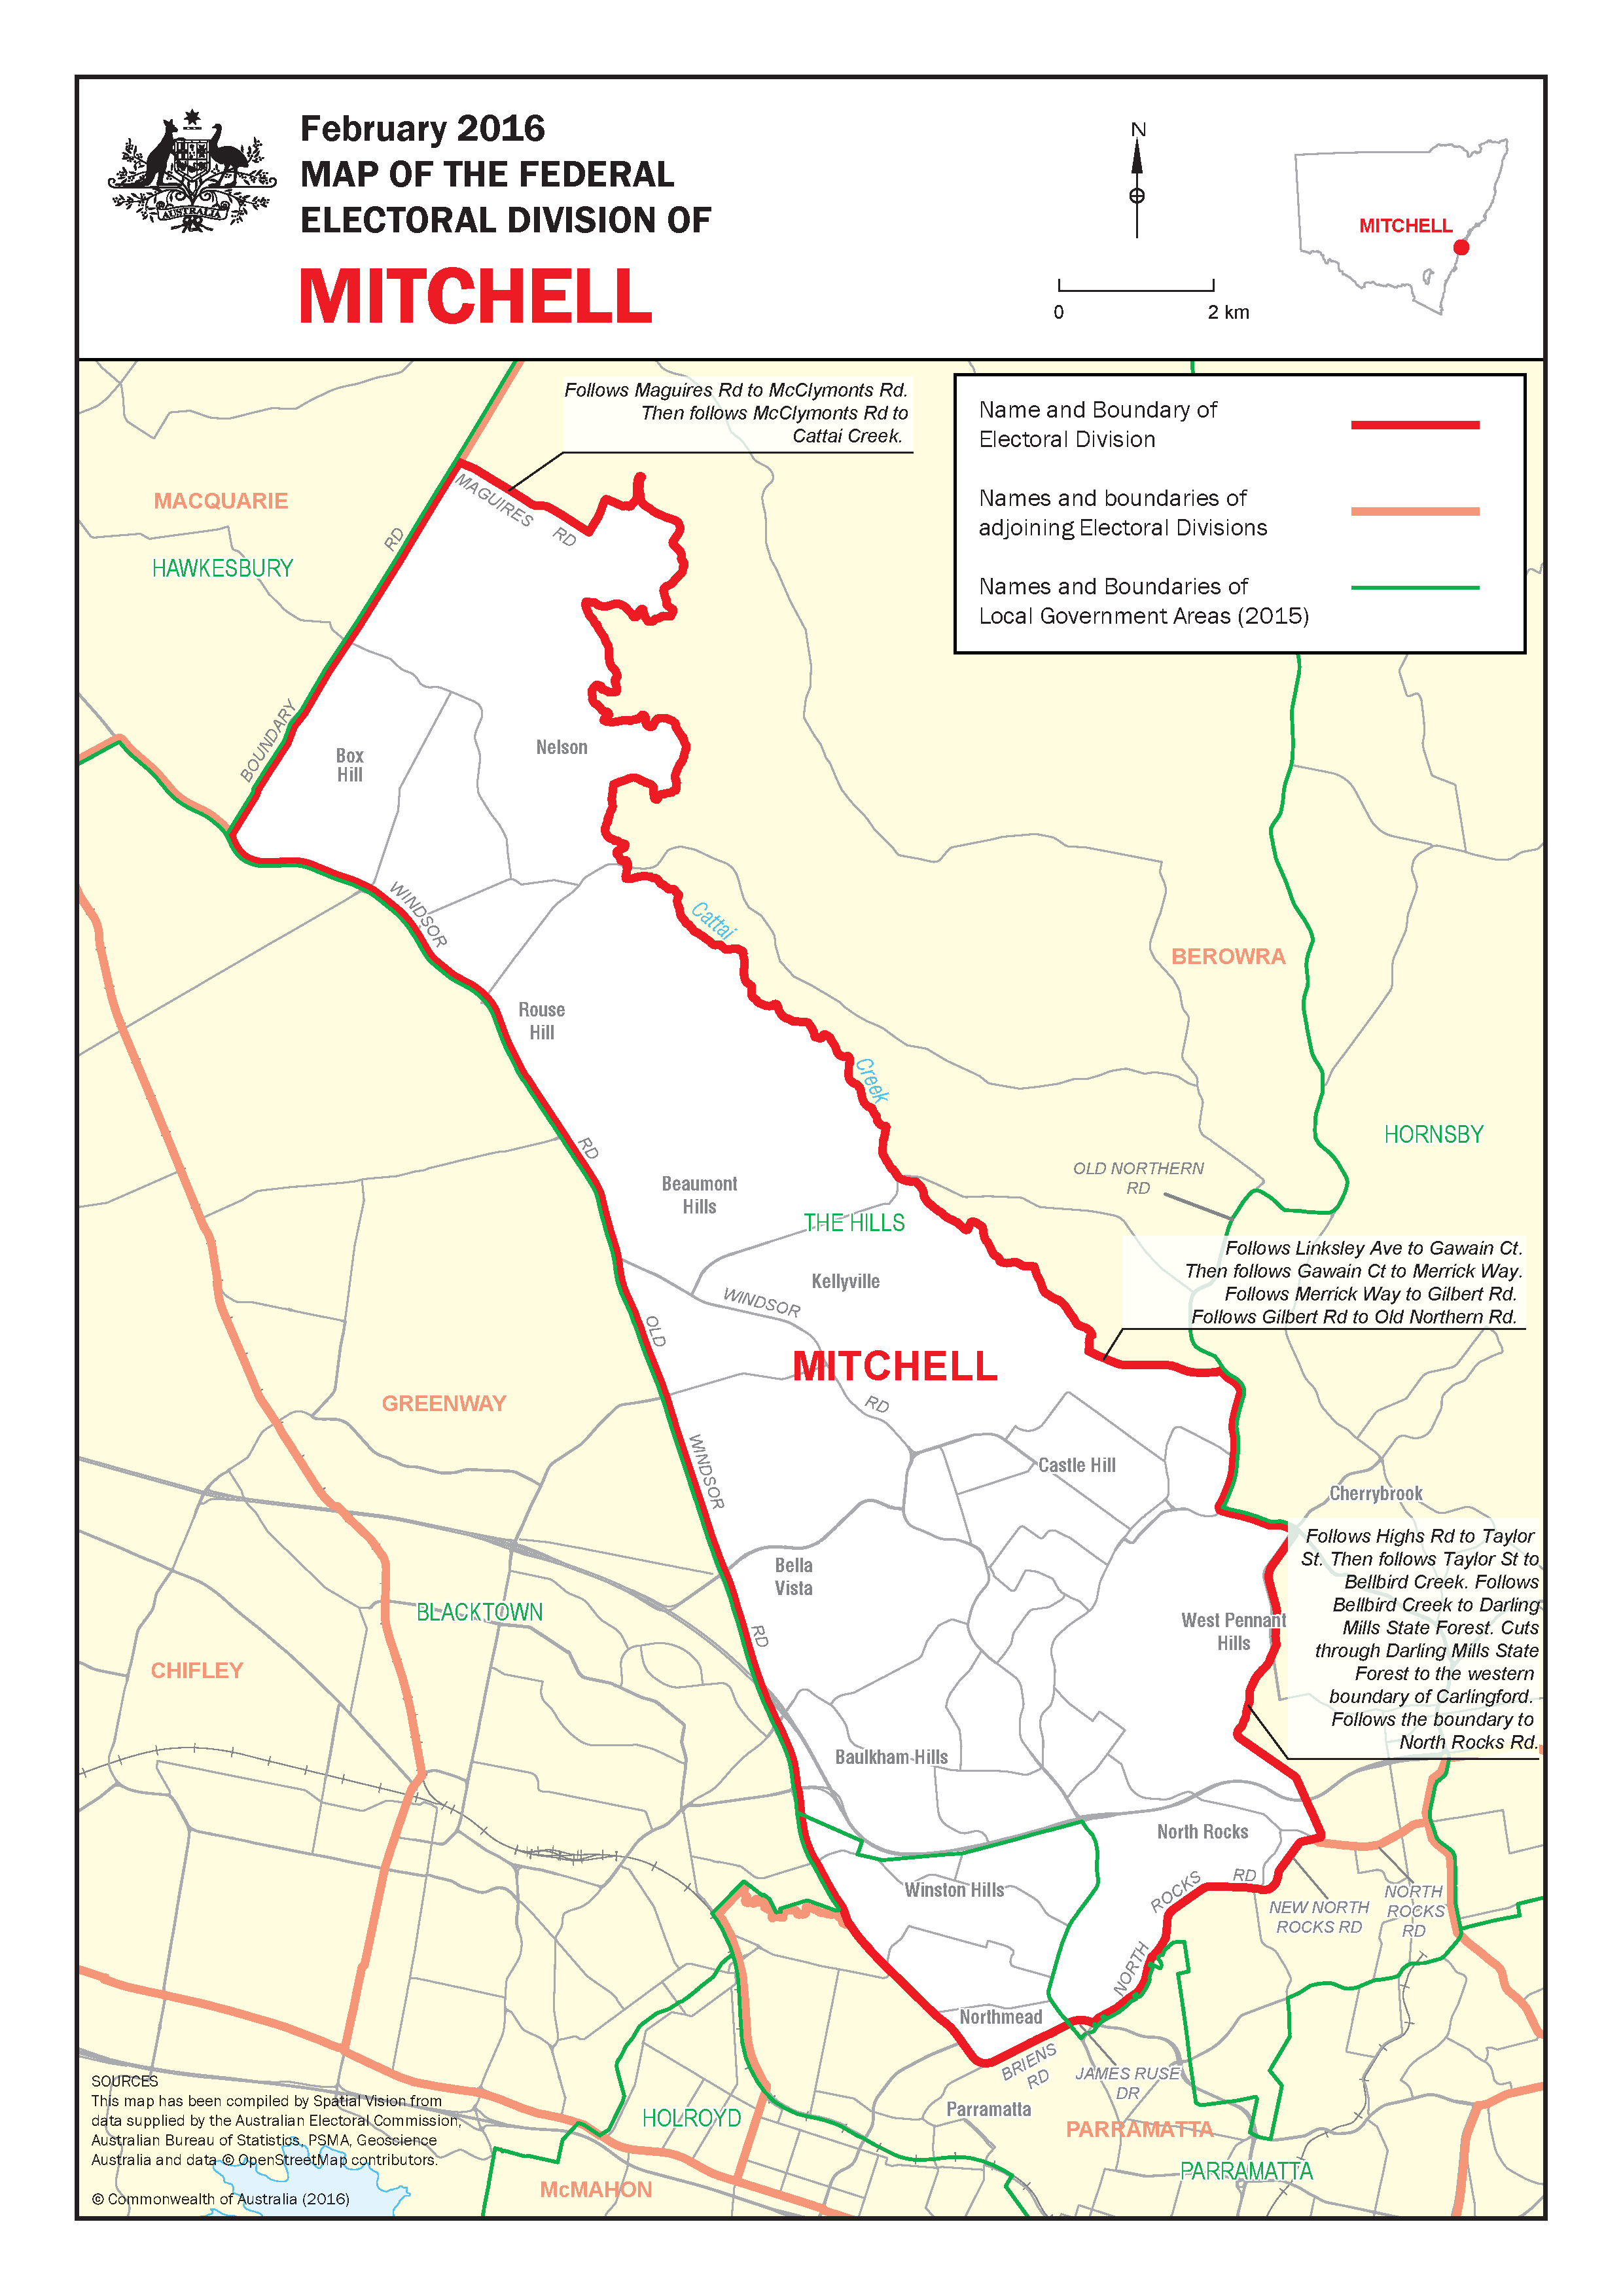 AUSTRALIA
February 2016
MAP OF THE FEDERAL
ELECTORAL DIVISION OF
MITCHELL
N
0
2 km
MITCHELL
Follows Maguires Rd to McClymonts Rd.
Then follows McClymonts Rd to
Cattai Creek.
Name and Boundary of
Electoral Division
Names and boundaries of
adjoining Electoral Divisions
Names and Boundaries of
Local Government Areas (2015)
MACQUARIE
HAWKESBURY
MAGUIRES
RD
RD
BOUNDARY
Box
Hill
Nelson
WINDSOR
Cattai
Creek
BEROWRA
Rouse
Hill
RD
HORNSBY
Beaumont
Hills
OLD NORTHERN
RD
THE HILLS
Kellyville
WINDSOR
RD
Follows Linksley Ave to Gawain Ct.
Then follows Gawain Ct to Merrick Way.
Follows Merrick Way to Gilbert Rd.
Follows Gilbert Rd to Old Northern Rd.
OLD
WINDSOR
RD
MITCHELL
GREENWAY
Castle Hill
Cherrybrook
Bella
Vista
BLACKTOWN
CHIFLEY
West Pennant
Hills
Follows Highs Rd to Taylor
St. Then follows Taylor St to
Bellbird Creek. Follows
Bellbird Creek to Darling
Mills State Forest. Cuts
through Darling Mills State
Forest to the western
boundary of Carlingford.
Follows the boundary to
North Rocks Rd.
Baulkham Hills
North Rocks
Winston Hills
NORTH
ROCKS
RD
NEW NORTH
ROCKS RD
NORTH
ROCKS
RD
Northmead
BRIENS
RD
JAMES RUSE
DR
Parramatta
PARRAMATTA
PARRAMATTA
HOLROYD
McMAHON
SOURCES
This map has been compiled by Spatial Vision from
data supplied by the Australian Electoral Commission,
Australian Bureau of Statistics, PSMA, Geoscience
Australia and data © OpenStreetMap contributors.
© Commonwealth of Australia (2016)